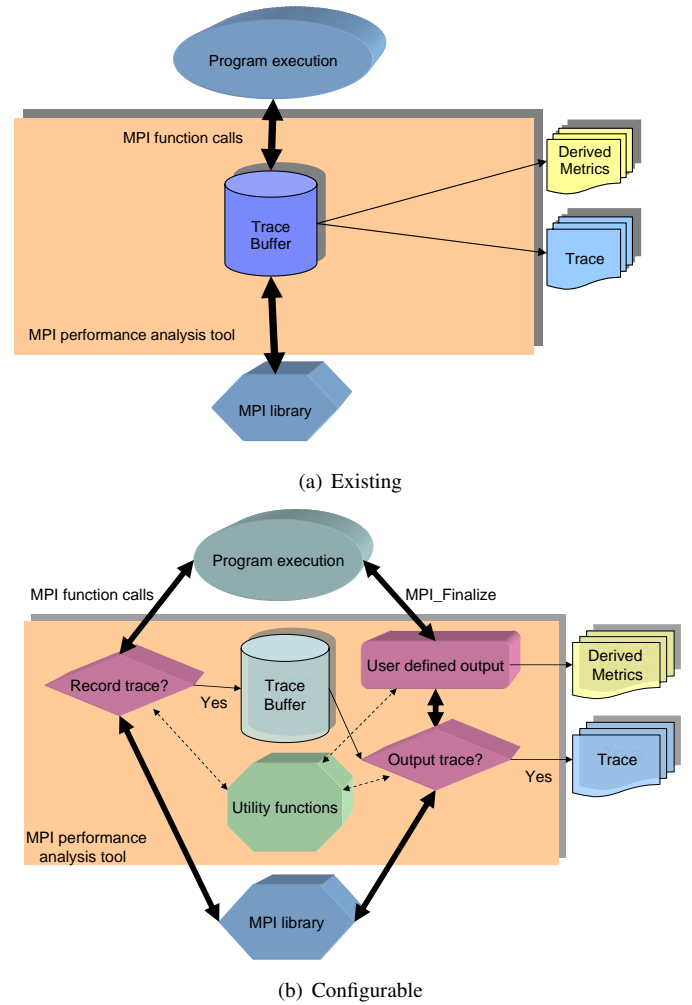 Program execution
MPI function calls
Derived
Metrics
Trace
Buffer
Trace
MPI performance analysis tool
MPI library
(a) Existing
Program execution
MPI function calls
MPI_Finalize
Record trace?
Yes
Trace
Buffer
User defined output
Derived
Metrics
Output trace?
Yes
Trace
Utility functions
MPI performance
analysis tool
MPI library
(b) Configurable